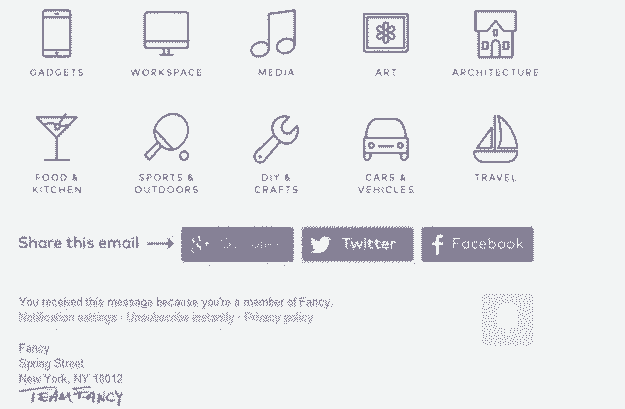 GADGETS WORKSPACE MEDIA ART ARCHITECTURE
FOOD & SPORTS & DIY & CARS & TRAVEL
KITCHEN OUTDOORS CRAFTS VEHICLES
Share this email Twitter Facebook
You received this message because you're a member of Fancy.
Notification settings · Unsubscribe instantly · Privacy policy
Fancy
Spring Street
New York, NY 10012
TEAM FANCY